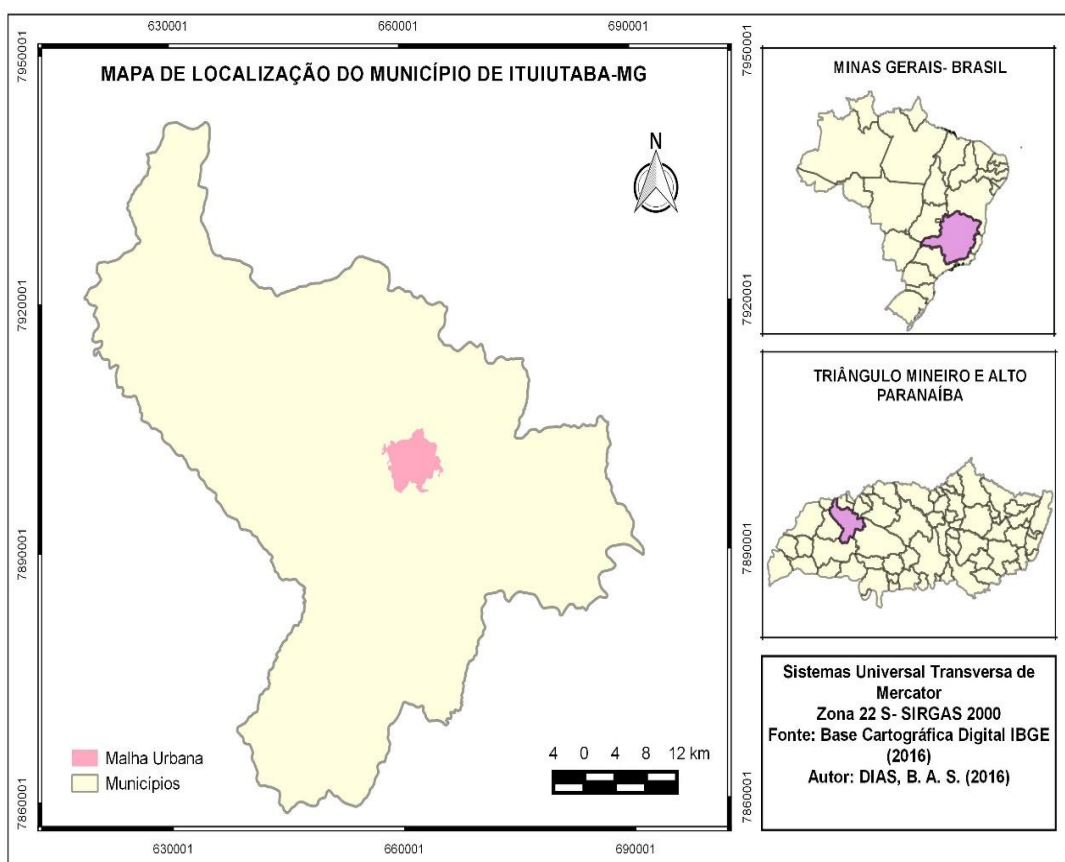 630001
660001
690001
7950001
7950001
MAPA DE LOCALIZAÇÃO DO MUNICÍPIO DE ITUIUTABA-MG
MINAS GERAIS- BRASIL
N
7920001
7920001
TRIÂNGULO MINEIRO E ALTO
PARANAÍBA
7890001
7890001
Sistemas Universal Transversa de
Mercator
Zona 22 S- SIRGAS 2000
Fonte: Base Cartográfica Digital IBGE
(2016)
Autor: DIAS, B. A. S. (2016)
Malha Urbana
Municípios
4 0 4 8 12 km
7860001
7860001
630001
660001
690001